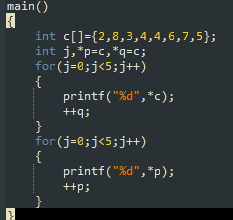 main()
{
int c[]={2,8,3,4,4,6,7,5};
int j,*p=c,*q=c;
for(j=0;j<5;j++)
{
printf("%d",*c);
++q;
}
for(j=0;j<5;j++)
{
printf("%d",*p);
++p;
}
}